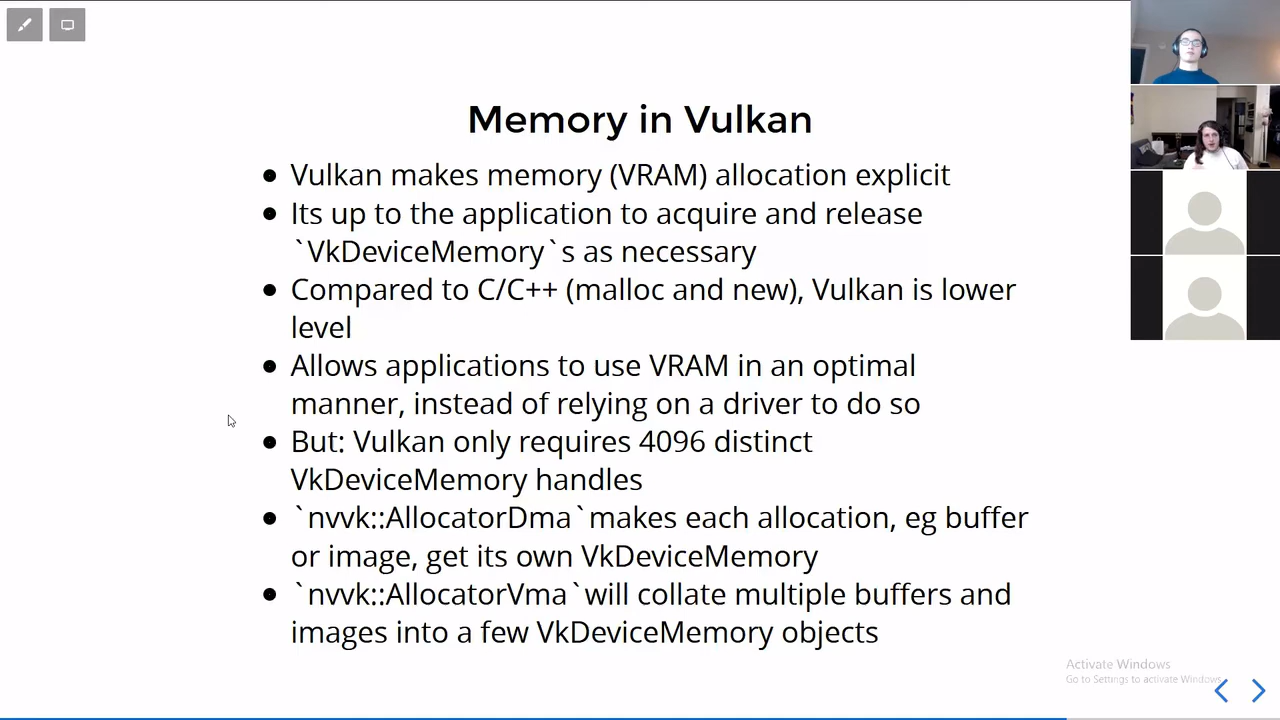 Memory in Vulkan
● Vulkan makes memory (VRAM) allocation explicit
● Its up to the application to acquire and release
`VkDeviceMemory`s as necessary
● Compared to C/C++ (malloc and new), Vulkan is lower
level
● Allows applications to use VRAM in an optimal
manner, instead of relying on a driver to do so
● But: Vulkan only requires 4096 distinct
VkDeviceMemory handles
● `nvvk::AllocatorDma`makes each allocation, eg buffer
or image, get its own VkDeviceMemory
● `nvvk::AllocatorVma`will collate multiple buffers and
images into a few VkDeviceMemory objects
Activate Windows
Go to Settings to activate Windows.